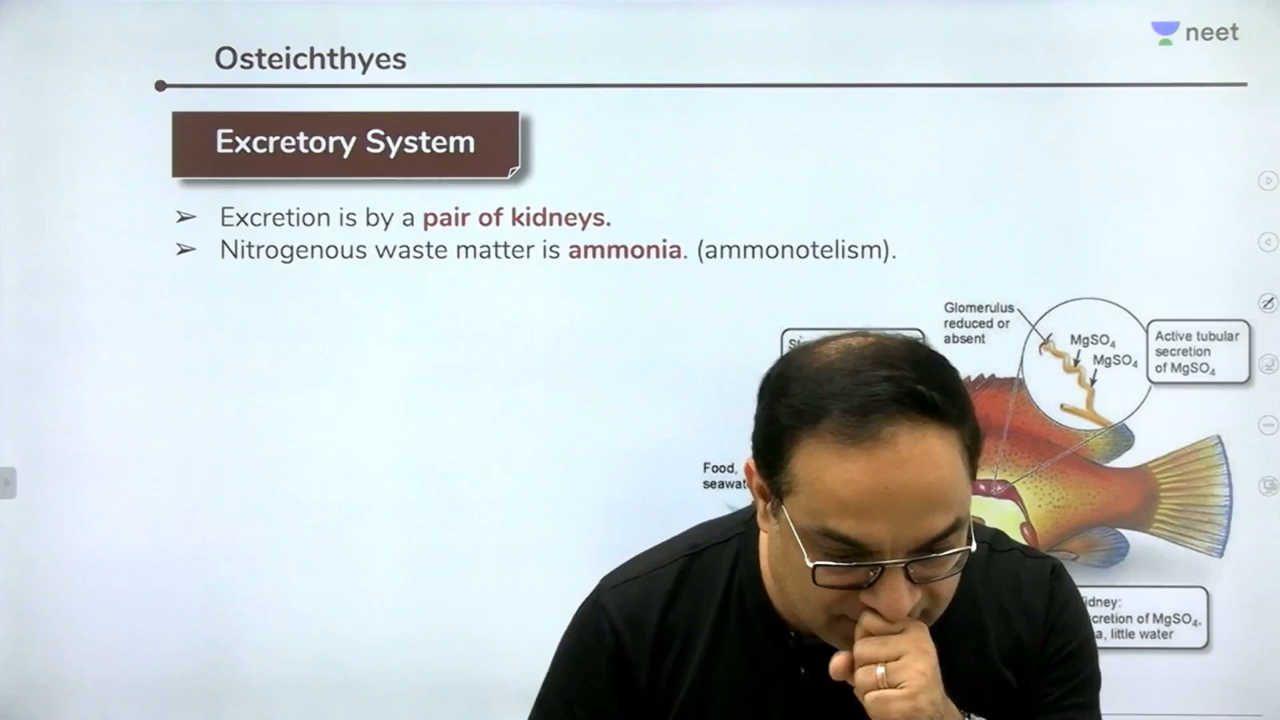 neet
Osteichthyes
Excretory System
➢ Excretion is by a pair of kidneys.
➢ Nitrogenous waste matter is ammonia. (ammonotelism).
Glomerulus
reduced or
absent
MgSO₄
MgSO₄
Active tubular
secretion
of MgSO₄
Food,
cretion of MgSO₄,
little water